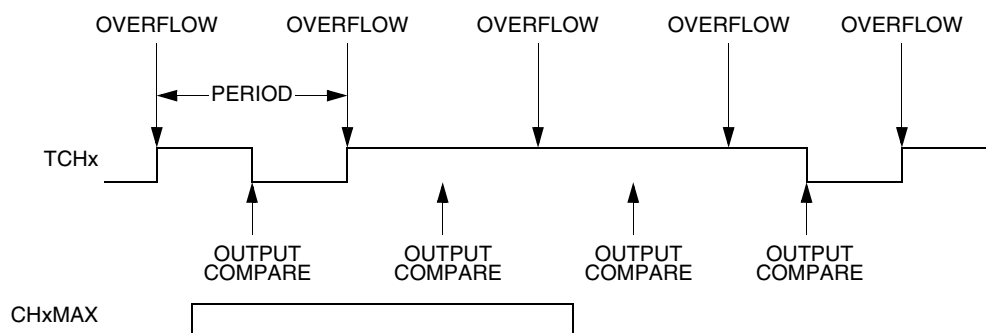 OVERFLOW OVERFLOW OVERFLOW OVERFLOW OVERFLOW
PERIOD
TCHx
OUTPUT COMPARE
OUTPUT COMPARE
OUTPUT COMPARE
OUTPUT COMPARE
CHxMAX